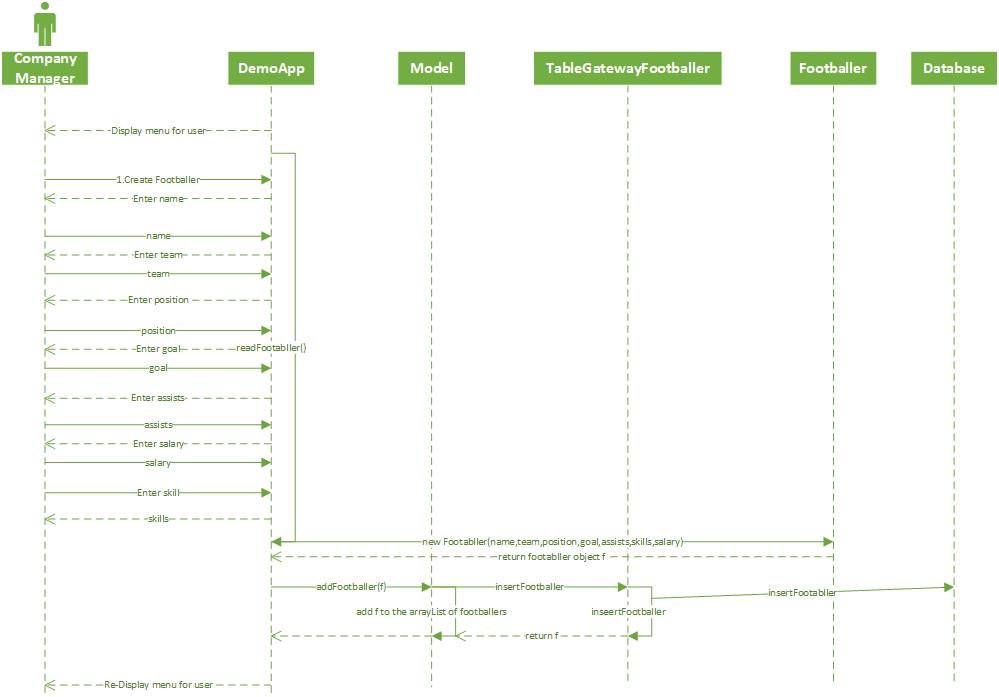 Company
Manager
DemoApp
Model
TableGatewayFootballer
Footballer
Database
Display menu for user
1.Create Footballer
Enter name
name
Enter team
team
Enter position
position
Enter goal
readFootabller()
goal
Enter assists
assists
Enter salary
salary
Enter skill
skills
new Footabller(name,team,position,goal,assists,skills,salary)
return footabller object f
addFootballer(f)
insertFootballer
insertFootabller
add f to the arrayList of footballers
inseertFootballer
return f
Re-Display menu for user